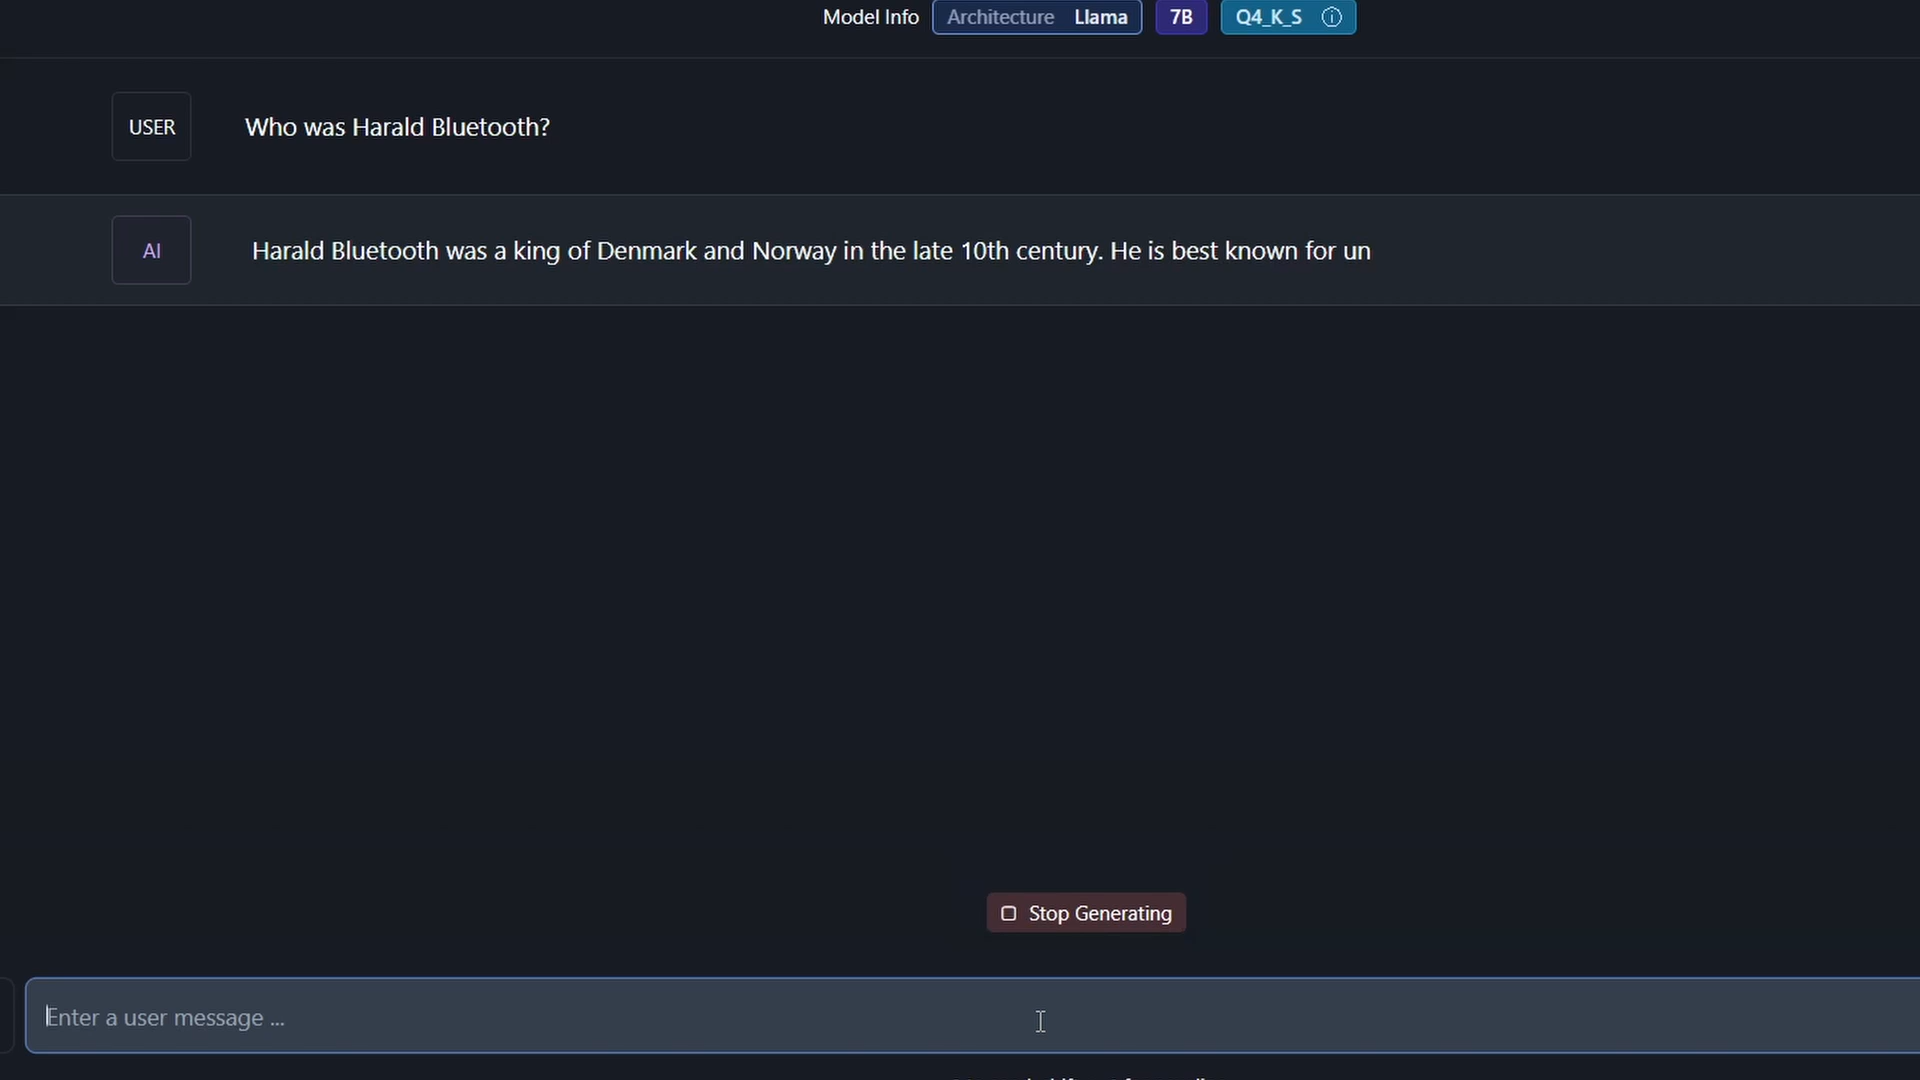 Model Info Architecture Llama 7B Q4_K_S
USER Who was Harald Bluetooth?
AI Harald Bluetooth was a king of Denmark and Norway in the late 10th century. He is best known for un
Stop Generating
Enter a user message ...